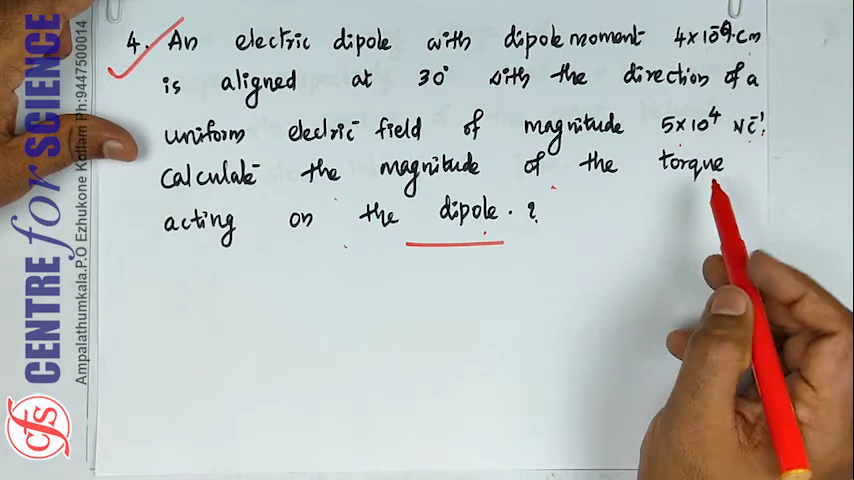 4. An electric dipole with dipole moment 4×10⁻⁹ Cm
is aligned at 30° with the direction of a
uniform electric field of magnitude 5×10⁴ NC⁻¹.
Calculate the magnitude of the torque
acting on the dipole. ?
CENTRE for SCIENCE
Ampalathumkala.P.O Ezhukone Kollam Ph:9447500014
cfs